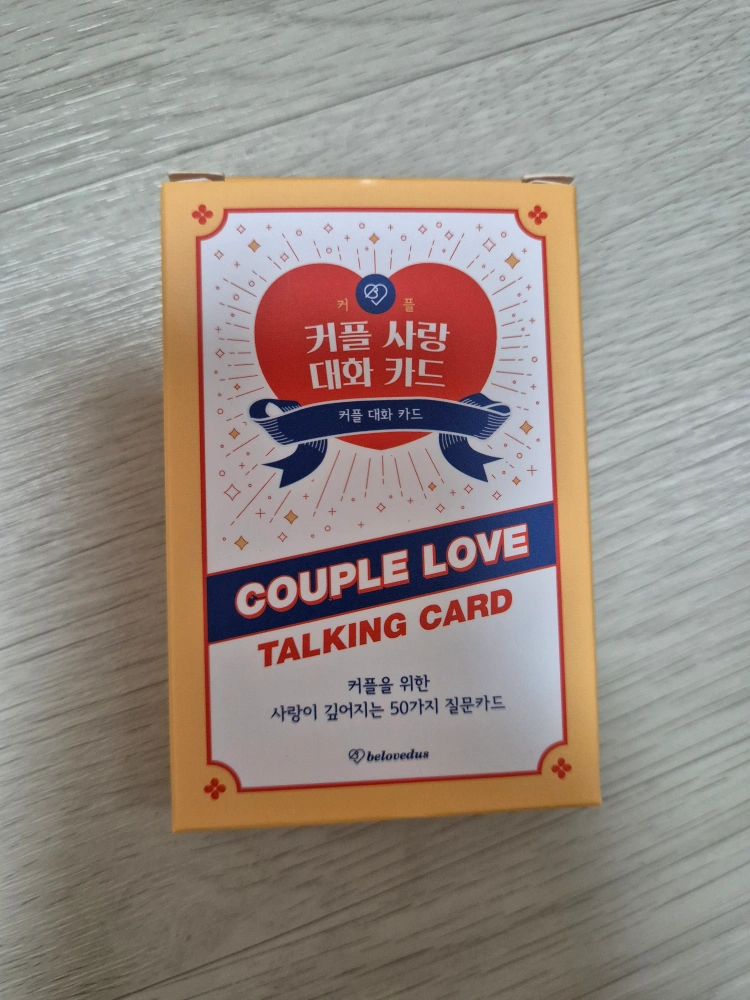 커 플
커플 사랑
대화 카드
커플 대화 카드
COUPLE LOVE
TALKING CARD
커플을 위한
사랑이 깊어지는 50가지 질문카드
belovedus